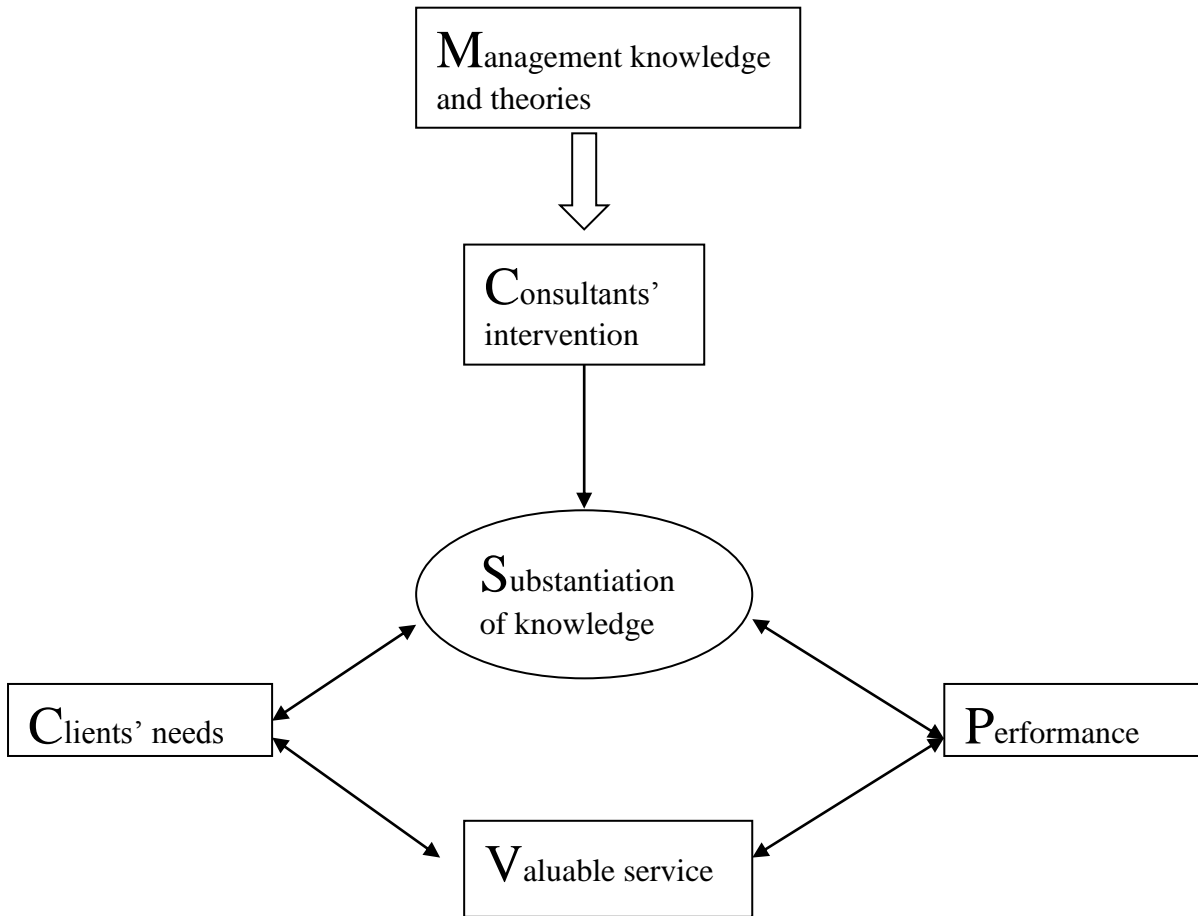 Management knowledge
and theories
Consultants’
intervention
Substantiation
of knowledge
Clients’ needs
Performance
Valuable service